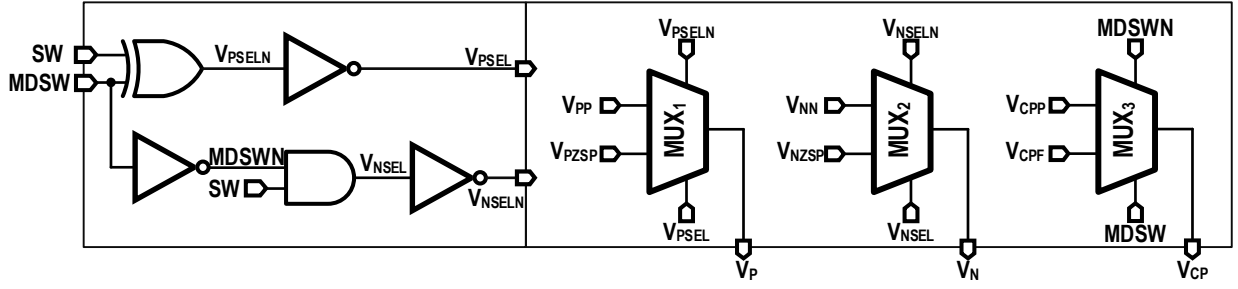 SW
MDSW
VPSELN
VPSEL
MDSWN
SW
VNSEL
VNSELN
VPSELN
VPP
VPZSP
MUX1
VPSEL
VP
VNSELN
VNN
VNZSP
MUX2
VNSEL
VN
MDSWN
VCPP
VCPF
MUX3
MDSW
VCP